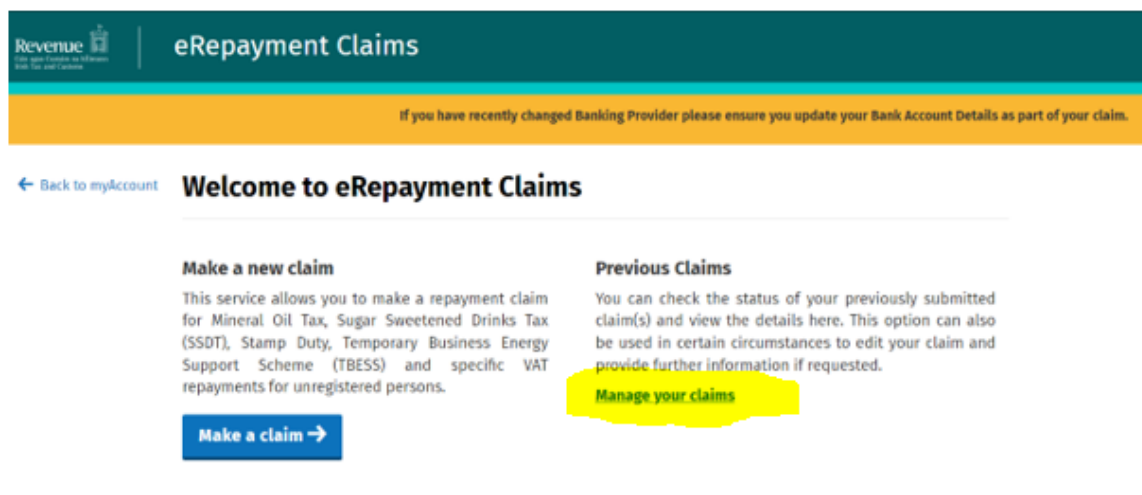 Revenue
eRepayment Claims
If you have recently changed Banking Provider please ensure you update your Bank Account Details as part of your claim.
← Back to myAccount
Welcome to eRepayment Claims
Make a new claim
This service allows you to make a repayment claim
for Mineral Oil Tax, Sugar Sweetened Drinks Tax
(SSDT), Stamp Duty, Temporary Business Energy
Support Scheme (TBESS) and specific VAT
repayments for unregistered persons.
Make a claim →
Previous Claims
You can check the status of your previously submitted
claim(s) and view the details here. This option can also
be used in certain circumstances to edit your claim and
provide further information if requested.
Manage your claims